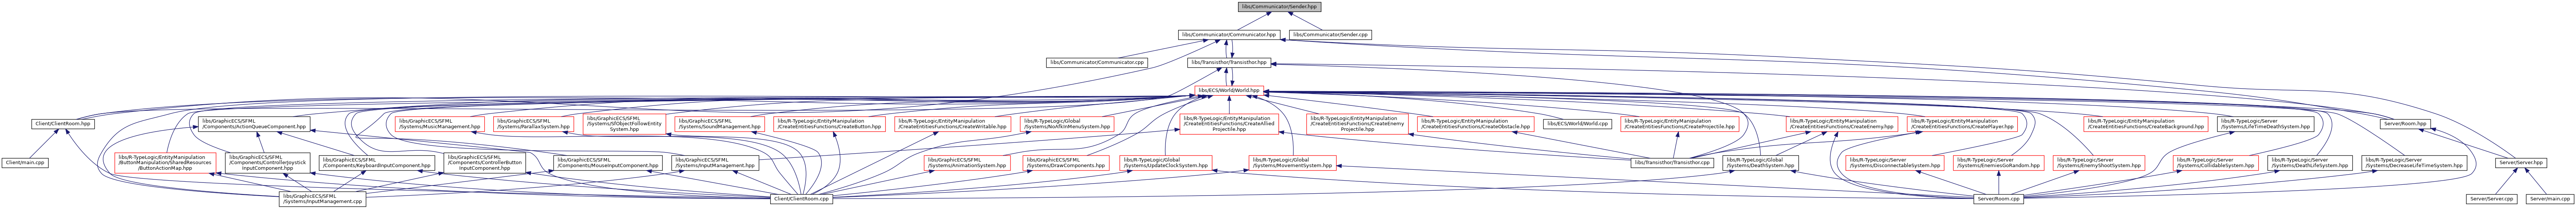 libs/Communicator/Sender.hpp
libs/Communicator/Communicator.hpp
libs/Communicator/Sender.cpp
libs/Communicator/Communicator.cpp
libs/Transisthor/Transisthor.hpp
libs/ECS/World/World.hpp
Client/ClientRoom.hpp
libs/GraphicECS/SFML
/Components/ActionQueueComponent.hpp
libs/GraphicECS/SFML
/Systems/MusicManagement.hpp
libs/GraphicECS/SFML
/Systems/ParallaxSystem.hpp
libs/GraphicECS/SFML
/Systems/SfObjectFollowEntity
System.hpp
libs/GraphicECS/SFML
/Systems/SoundManagement.hpp
libs/R-TypeLogic/EntityManipulation
/CreateEntitiesFunctions/CreateButton.hpp
libs/R-TypeLogic/EntityManipulation
/CreateEntitiesFunctions/CreateWritable.hpp
libs/R-TypeLogic/Global
/Systems/NoAfkInMenuSystem.hpp
libs/R-TypeLogic/EntityManipulation
/CreateEntitiesFunctions/CreateAllied
Projectile.hpp
libs/R-TypeLogic/EntityManipulation
/CreateEntitiesFunctions/CreateEnemy
Projectile.hpp
libs/R-TypeLogic/EntityManipulation
/CreateEntitiesFunctions/CreateObstacle.hpp
libs/ECS/World/World.cpp
libs/R-TypeLogic/EntityManipulation
/CreateEntitiesFunctions/CreateProjectile.hpp
libs/R-TypeLogic/EntityManipulation
/CreateEntitiesFunctions/CreateEnemy.hpp
libs/R-TypeLogic/EntityManipulation
/CreateEntitiesFunctions/CreatePlayer.hpp
libs/R-TypeLogic/EntityManipulation
/CreateEntitiesFunctions/CreateBackground.hpp
libs/R-TypeLogic/Server
/Systems/LifeTimeDeathSystem.hpp
Server/Room.hpp
Client/main.cpp
libs/R-TypeLogic/EntityManipulation
/ButtonManipulation/SharedResources
/ButtonActionMap.hpp
libs/GraphicECS/SFML
/Components/ControllerJoystick
InputComponent.hpp
libs/GraphicECS/SFML
/Components/KeyboardInputComponent.hpp
libs/GraphicECS/SFML
/Components/ControllerButton
InputComponent.hpp
libs/GraphicECS/SFML
/Components/MouseInputComponent.hpp
libs/GraphicECS/SFML
/Systems/InputManagement.hpp
libs/GraphicECS/SFML
/Systems/AnimationSystem.hpp
libs/GraphicECS/SFML
/Systems/DrawComponents.hpp
libs/R-TypeLogic/Global
/Systems/UpdateClockSystem.hpp
libs/R-TypeLogic/Global
/Systems/MovementSystem.hpp
libs/Transisthor/Transisthor.cpp
libs/R-TypeLogic/Global
/Systems/DeathSystem.hpp
libs/R-TypeLogic/Server
/Systems/DisconnectableSystem.hpp
libs/R-TypeLogic/Server
/Systems/EnemiesGoRandom.hpp
libs/R-TypeLogic/Server
/Systems/EnemyShootSystem.hpp
libs/R-TypeLogic/Server
/Systems/CollidableSystem.hpp
libs/R-TypeLogic/Server
/Systems/DeathLifeSystem.hpp
libs/R-TypeLogic/Server
/Systems/DecreaseLifeTimeSystem.hpp
Server/Server.hpp
libs/GraphicECS/SFML
/Systems/InputManagement.cpp
Client/ClientRoom.cpp
Server/Room.cpp
Server/Server.cpp
Server/main.cpp